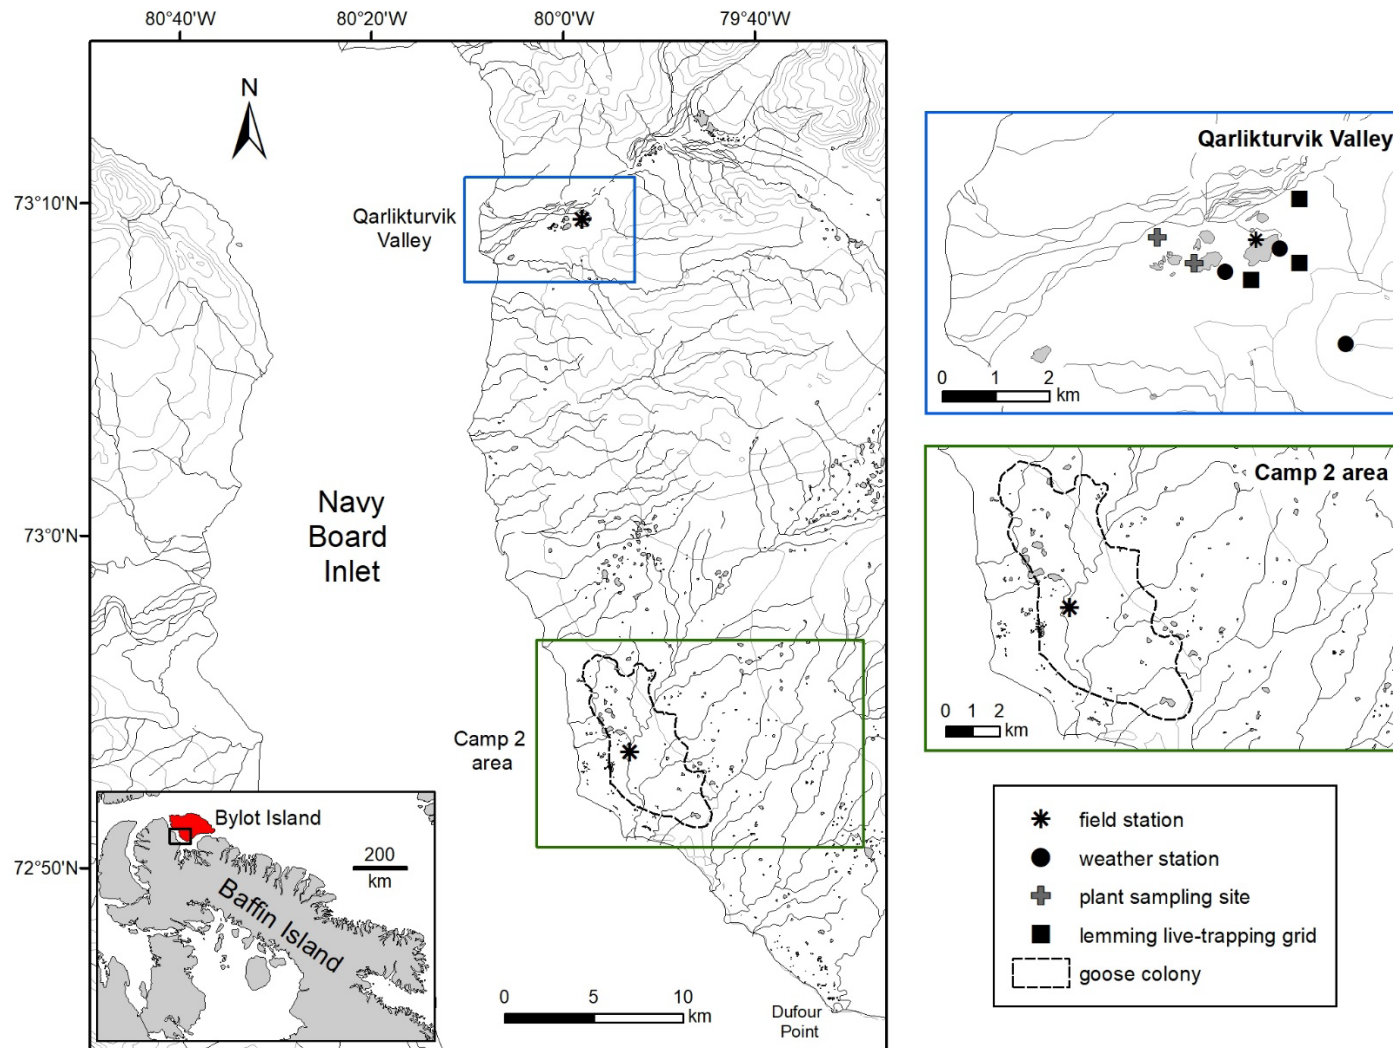 80°40'W 80°20'W 80°0'W 79°40'W
N
73°10'N
73°0'N
72°50'N
Qarlikturvik
Valley
Navy
Board
Inlet
Camp 2
area
Bylot Island
200
km
Baffin Island
0 5 10
km
Dufour
Point
Qarlikturvik Valley
0 1 2
km
Camp 2 area
0 1 2
km
field station
weather station
plant sampling site
lemming live-trapping grid
goose colony